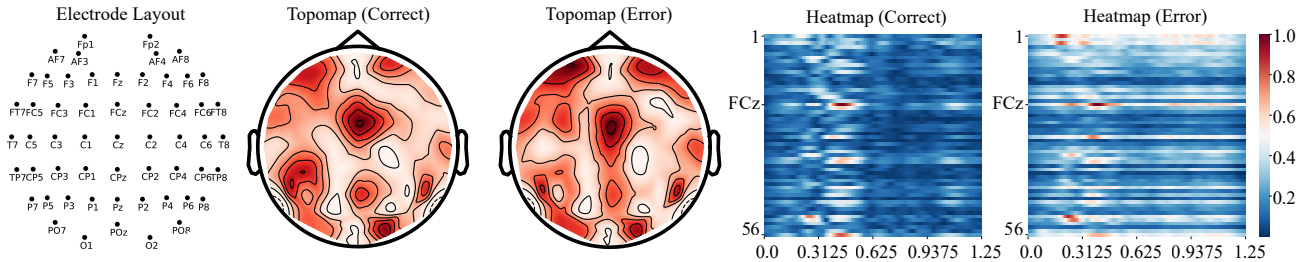 Electrode Layout
Fp1 Fp2
AF7 AF3 AF4 AF8
F7 F5 F3 F1 Fz F2 F4 F6 F8
FT7 FC5 FC3 FC1 FCz FC2 FC4 FC6 FT8
T7 C5 C3 C1 Cz C2 C4 C6 T8
TP7 CP5 CP3 CP1 CPz CP2 CP4 CP6 TP8
P7 P5 P3 P1 Pz P2 P4 P6 P8
PO7 POz PO8
O1 O2
Topomap (Correct)
Topomap (Error)
Heatmap (Correct)
1
FCz
56
0.0 0.3125 0.625 0.9375 1.25
Heatmap (Error)
1
FCz
56
0.0 0.3125 0.625 0.9375 1.25
1.0
0.8
0.6
0.4
0.2